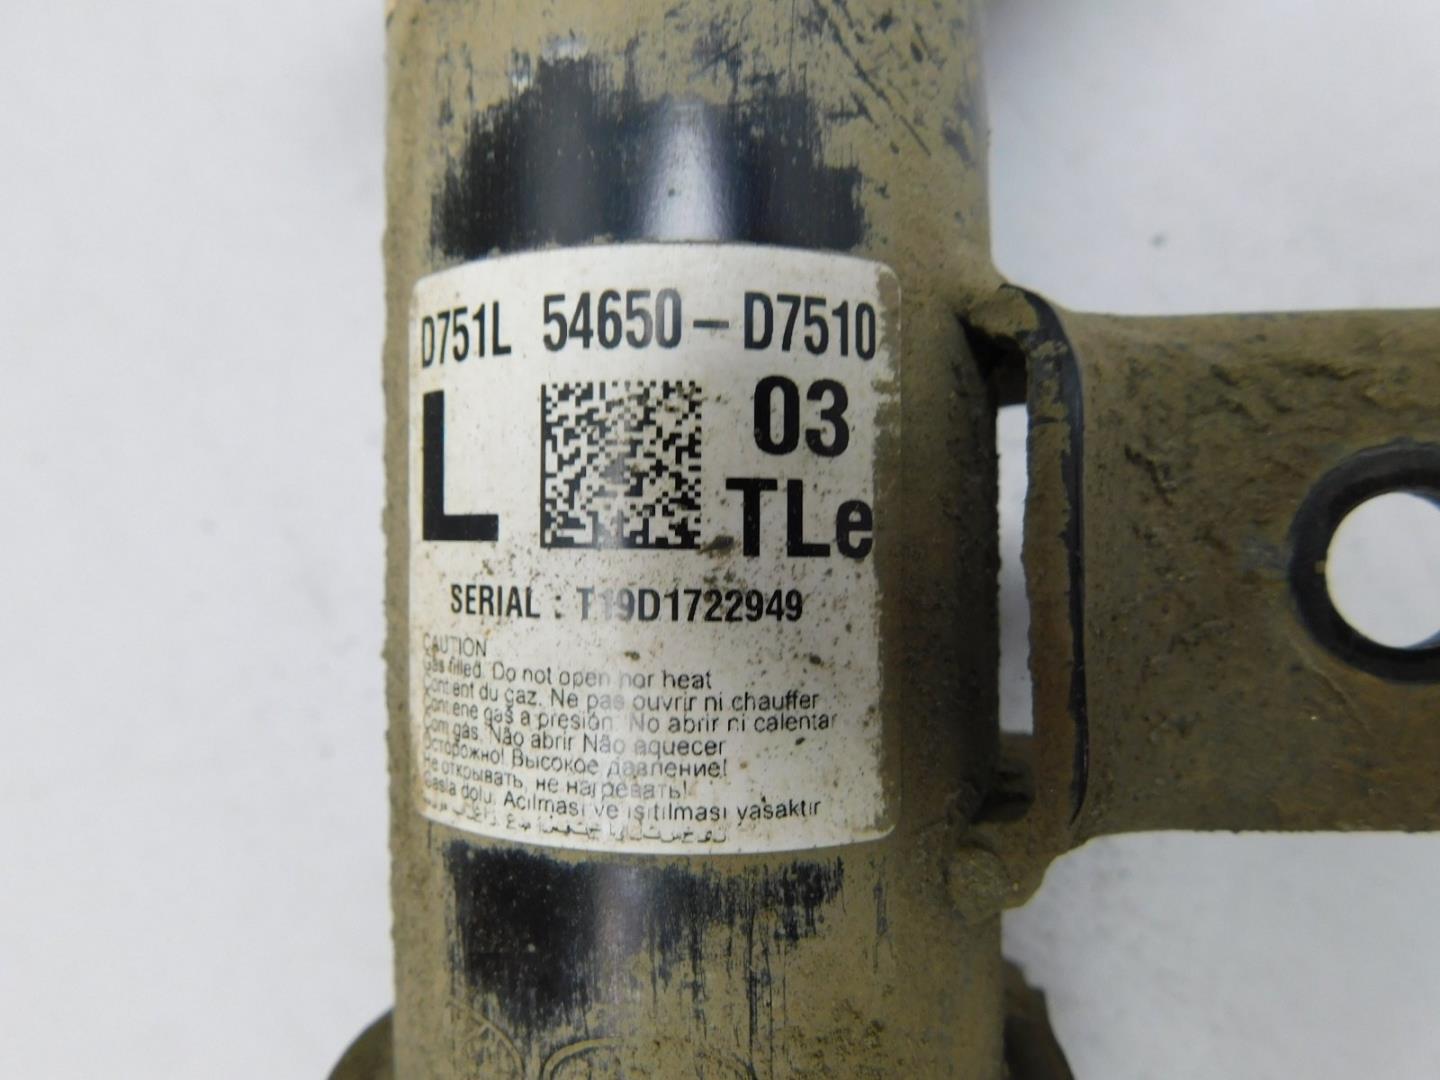 D751L 54650-D7510
L 03
TLe
SERIAL : T19D1722949
CAUTION
Gas filled. Do not open nor heat
Contient du gaz. Ne pas ouvrir ni chauffer
Contiene gas a presión. No abrir ni calentar
Com gás. Não abrir Não aquecer
Осторожно! Высокое давление!
Не открывать, не нагревать!
Gasla dolu. Açılması ve ısıtılması yasaktır